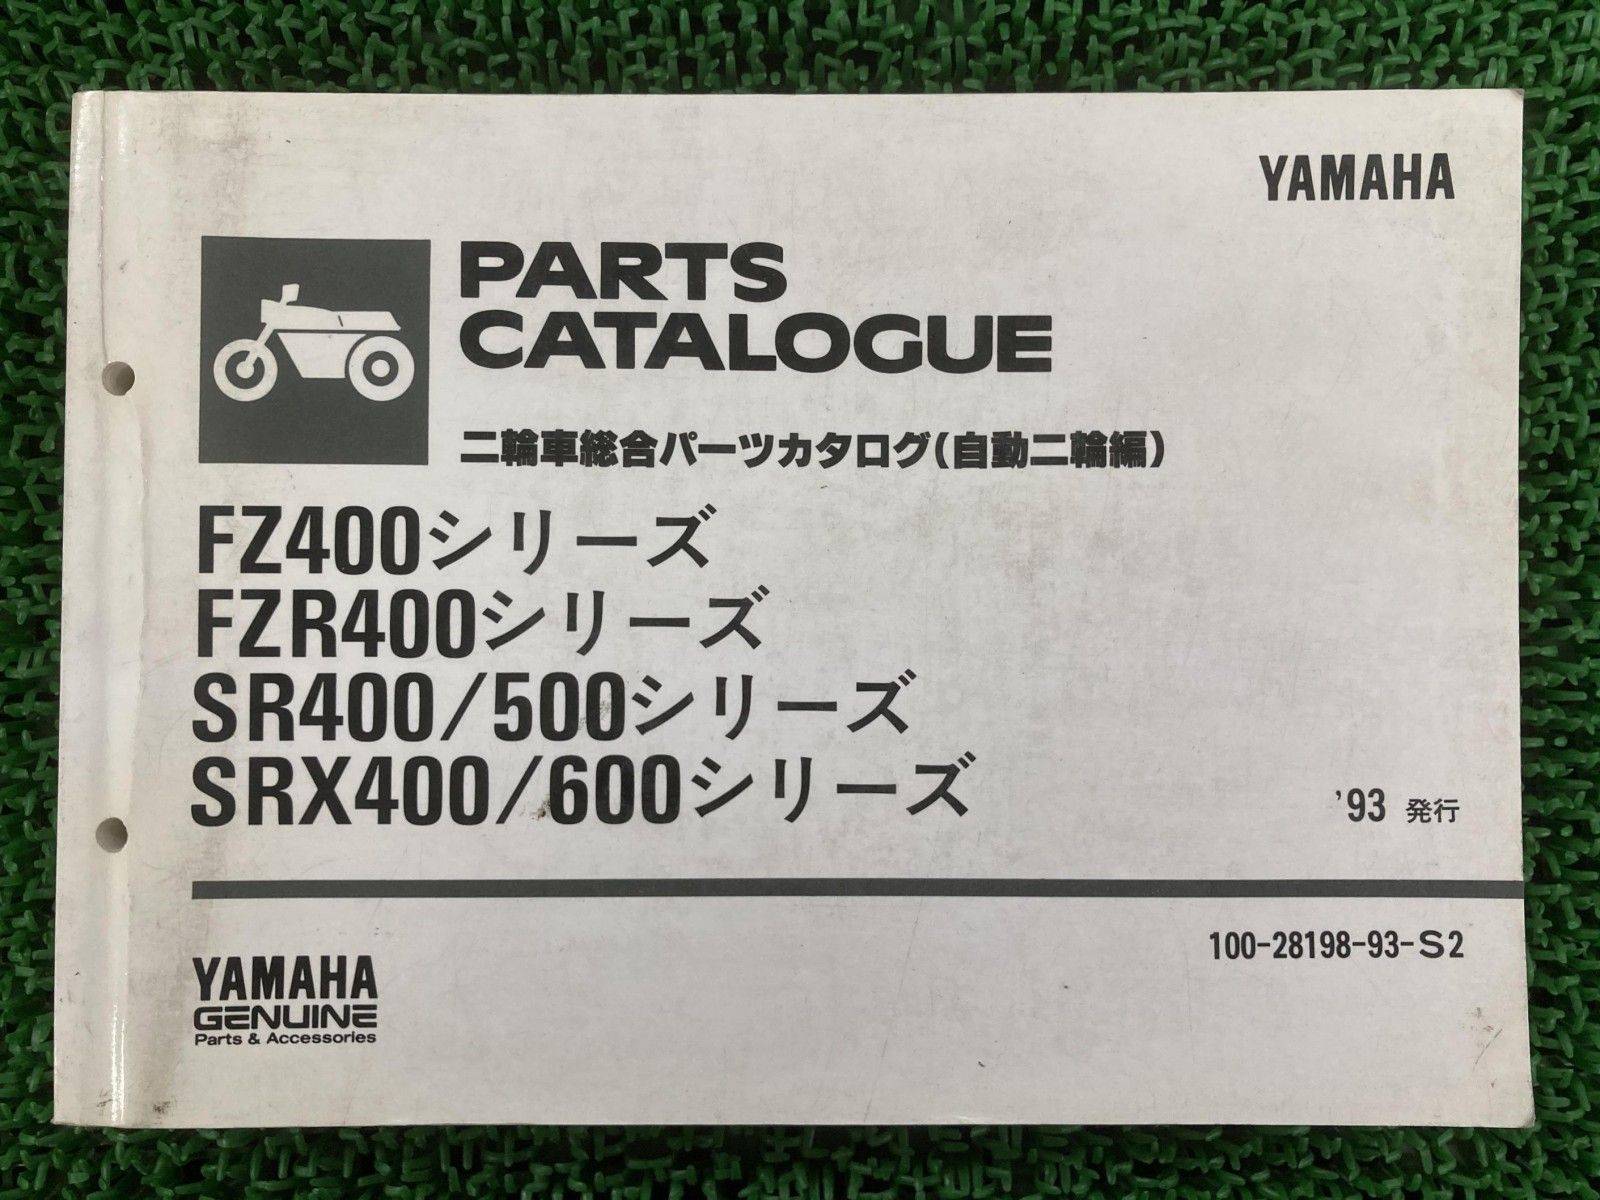 YAMAHA
PARTS
CATALOGUE
二輪車総合パーツカタログ(自動二輪編)
FZ400シリーズ
FZR400シリーズ
SR400/500シリーズ
SRX400/600シリーズ
'93 発行
100-28198-93-S2
YAMAHA
GENUINE
Parts & Accessories